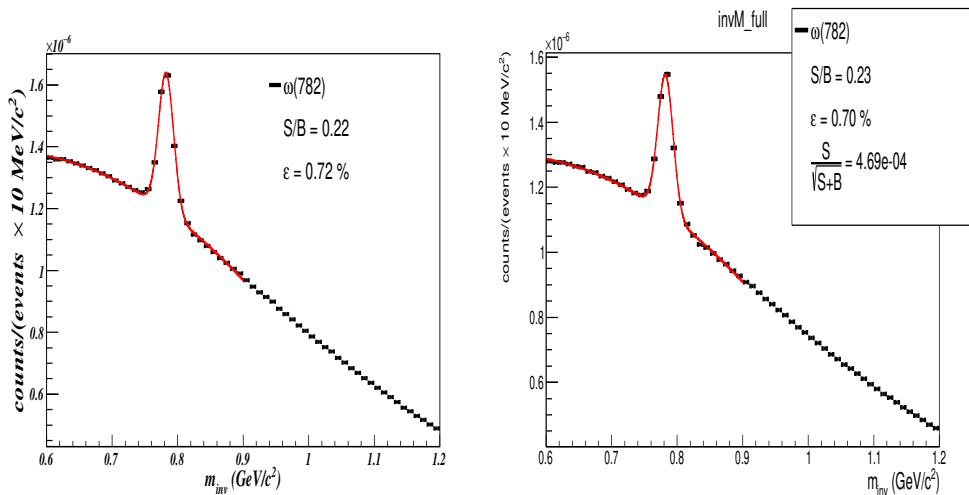 ×10⁻⁶
counts/(events × 10 MeV/c²)
1.6
1.4
1.2
1
0.8
0.6
ω(782)
S/B = 0.22
ε = 0.72 %
0.6 0.7 0.8 0.9 1 1.1 1.2
m_inv (GeV/c²)
invM_full
×10⁻⁶
counts/(events × 10 MeV/c²)
1.6
1.4
1.2
1
0.8
0.6
ω(782)
S/B = 0.23
ε = 0.70 %
S/√S+B = 4.69e-04
0.6 0.7 0.8 0.9 1 1.1 1.2
m_inv (GeV/c²)